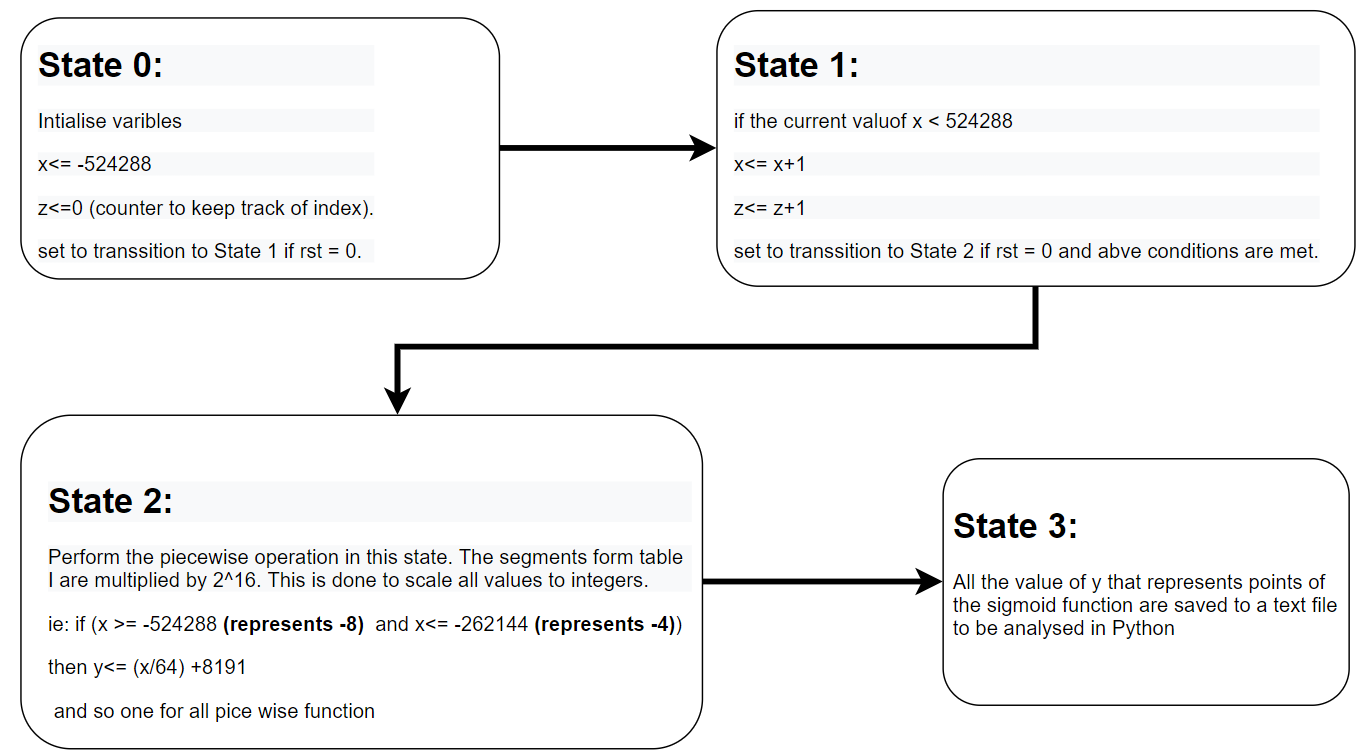 State 0:
Intialise varibles
x<= -524288
z<=0 (counter to keep track of index).
set to transsition to State 1 if rst = 0.
State 1:
if the current valuof x < 524288
x<= x+1
z<= z+1
set to transsition to State 2 if rst = 0 and abve conditions are met.
State 2:
Perform the piecewise operation in this state. The segments form table
I are multiplied by 2^16. This is done to scale all values to integers.
ie: if (x >= -524288 (represents -8)  and x<= -262144 (represents -4))
then y<= (x/64) +8191
and so one for all pice wise function
State 3:
All the value of y that represents points of
the sigmoid function are saved to a text file
to be analysed in Python